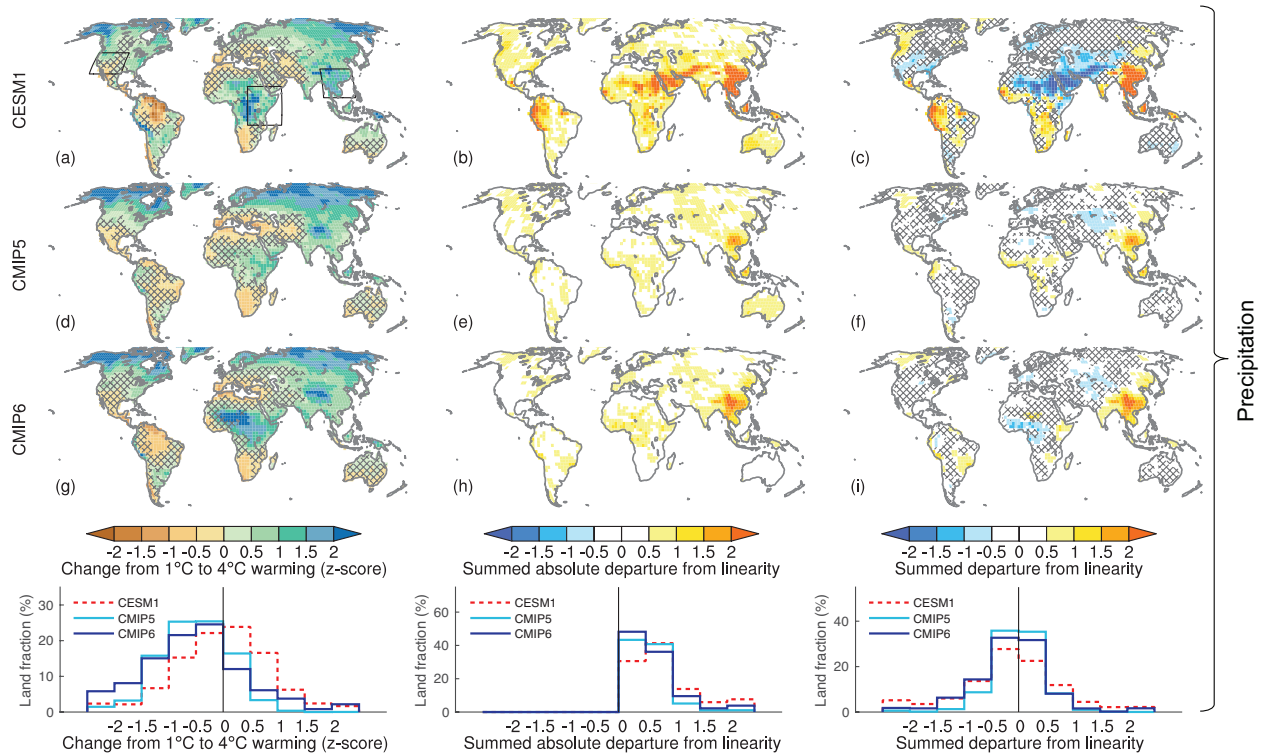 CESM1
(a)
(b)
(c)
CMIP5
(d)
(e)
(f)
CMIP6
(g)
(h)
(i)
Precipitation
-2 -1.5 -1 -0.5 0 0.5 1 1.5 2
Change from 1°C to 4°C warming (z-score)
-2 -1.5 -1 -0.5 0 0.5 1 1.5 2
Summed absolute departure from linearity
-2 -1.5 -1 -0.5 0 0.5 1 1.5 2
Summed departure from linearity
Land fraction (%)
30
15
0
CESM1
CMIP5
CMIP6
-2 -1.5 -1 -0.5 0 0.5 1 1.5 2
Change from 1°C to 4°C warming (z-score)
Land fraction (%)
50
0
CESM1
CMIP5
CMIP6
-2 -1.5 -1 -0.5 0 0.5 1 1.5 2
Summed absolute departure from linearity
Land fraction (%)
40
20
0
CESM1
CMIP5
CMIP6
-2 -1.5 -1 -0.5 0 0.5 1 1.5 2
Summed departure from linearity